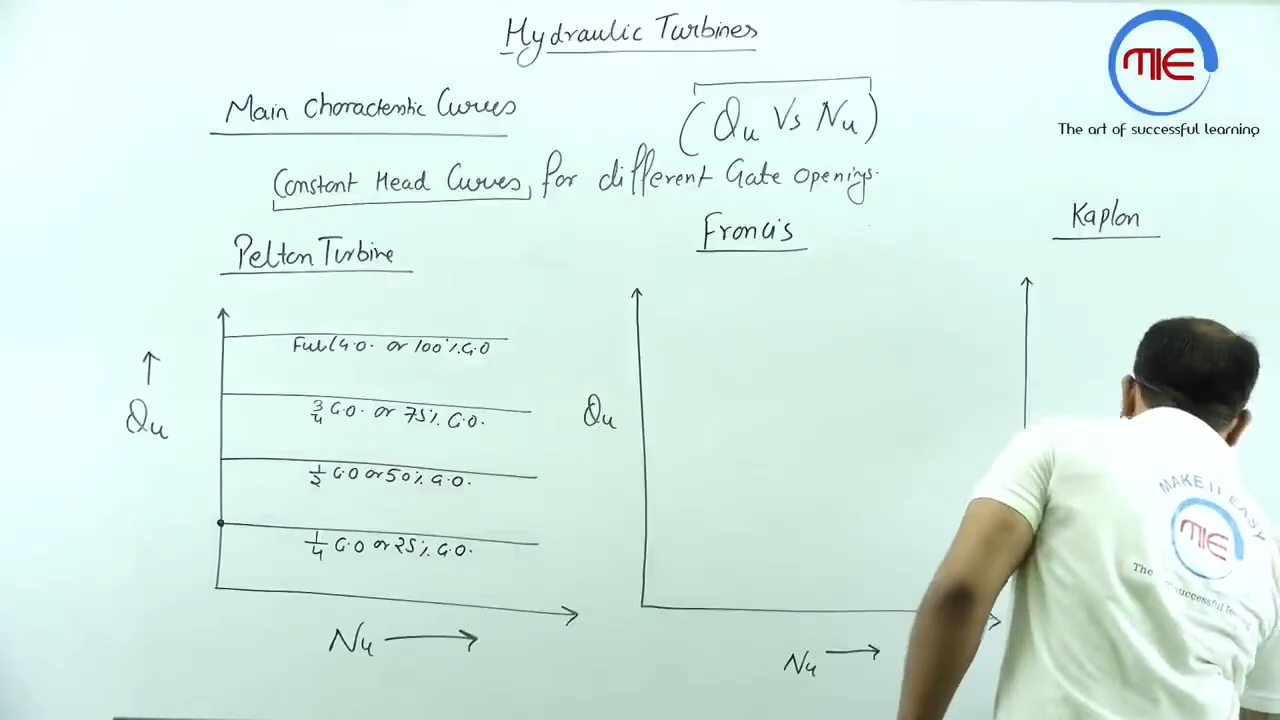 Hydraulic Turbines
MIE
The art of successful learning
Main Characteristic Curves
(Qu Vs Nu)
Constant Head Curves, for different Gate openings.
Pelton Turbine
Francis
Kaplan
Full G.O. or 100% G.O
3/4 G.O. or 75% G.O.
1/2 G.O or 50% G.O.
1/4 G.O or 25% G.O.
Qu
Nu
Qu
Nu
MAKE IT EASY
MIE